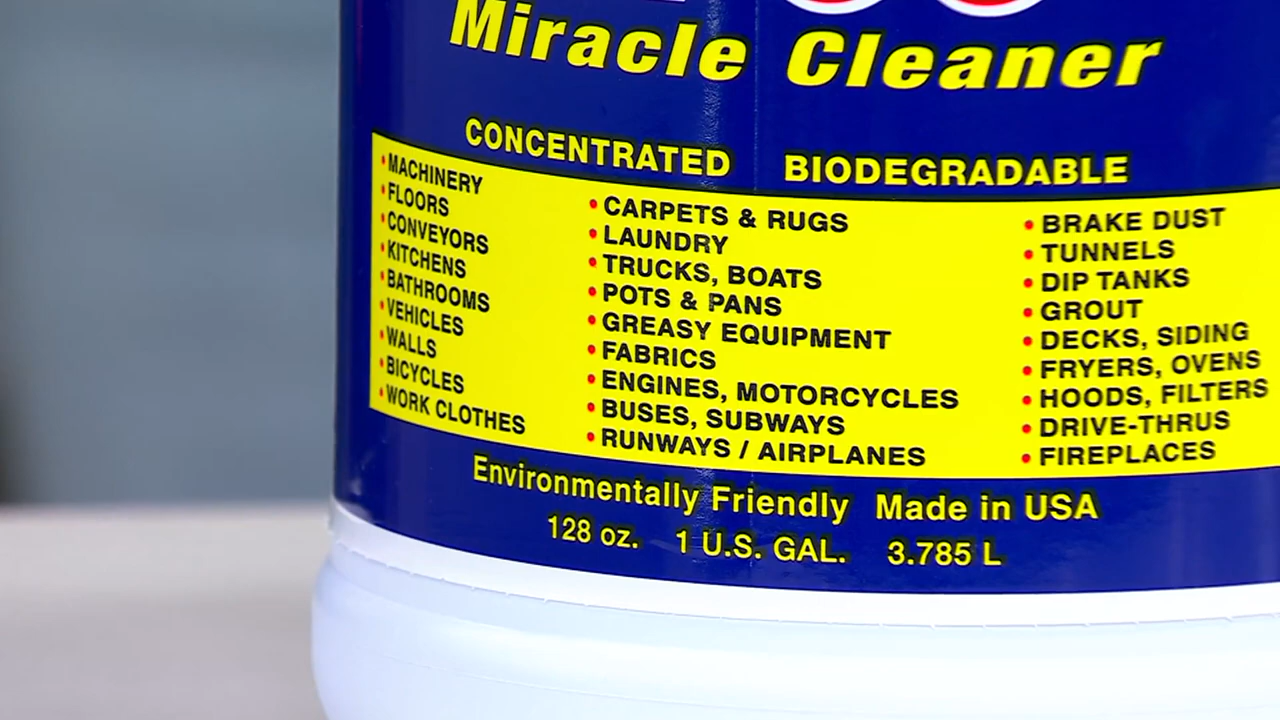 Miracle Cleaner
CONCENTRATED BIODEGRADABLE
• MACHINERY
• FLOORS
• CONVEYORS
• KITCHENS
• BATHROOMS
• VEHICLES
• WALLS
• BICYCLES
• WORK CLOTHES
• CARPETS & RUGS
• LAUNDRY
• TRUCKS, BOATS
• POTS & PANS
• GREASY EQUIPMENT
• FABRICS
• ENGINES, MOTORCYCLES
• BUSES, SUBWAYS
• RUNWAYS / AIRPLANES
• BRAKE DUST
• TUNNELS
• DIP TANKS
• GROUT
• DECKS, SIDING
• FRYERS, OVENS
• HOODS, FILTERS
• DRIVE-THRUS
• FIREPLACES
Environmentally Friendly Made in USA
128 oz. 1 U.S. GAL. 3.785 L